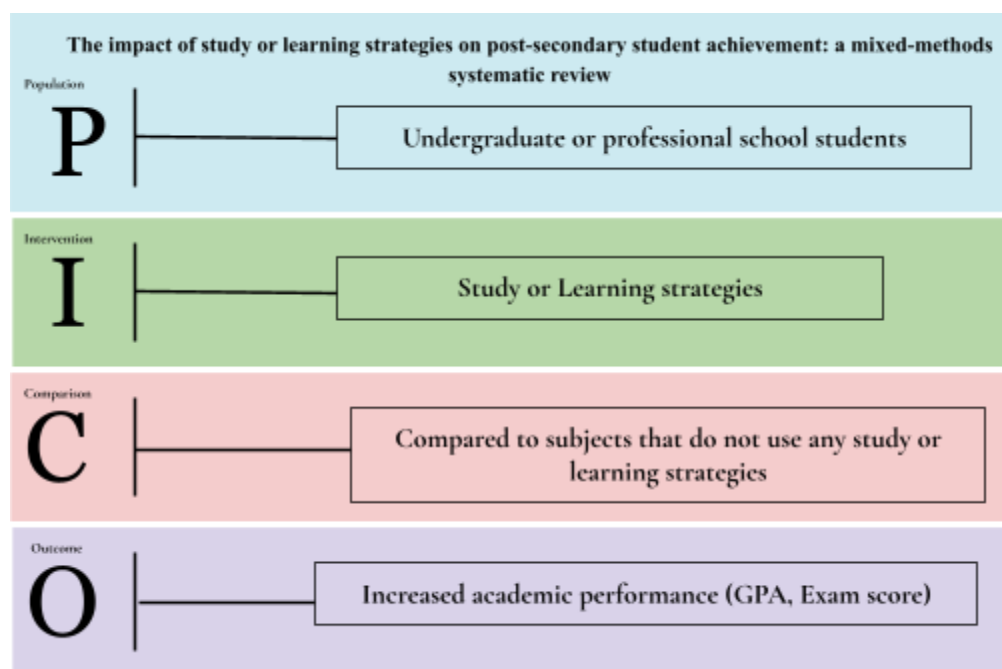 The impact of study or learning strategies on post-secondary student achievement: a mixed-methods
systematic review
Population
P
Undergraduate or professional school students
Intervention
I
Study or Learning strategies
Comparison
C
Compared to subjects that do not use any study or
learning strategies
Outcome
O
Increased academic performance (GPA, Exam score)